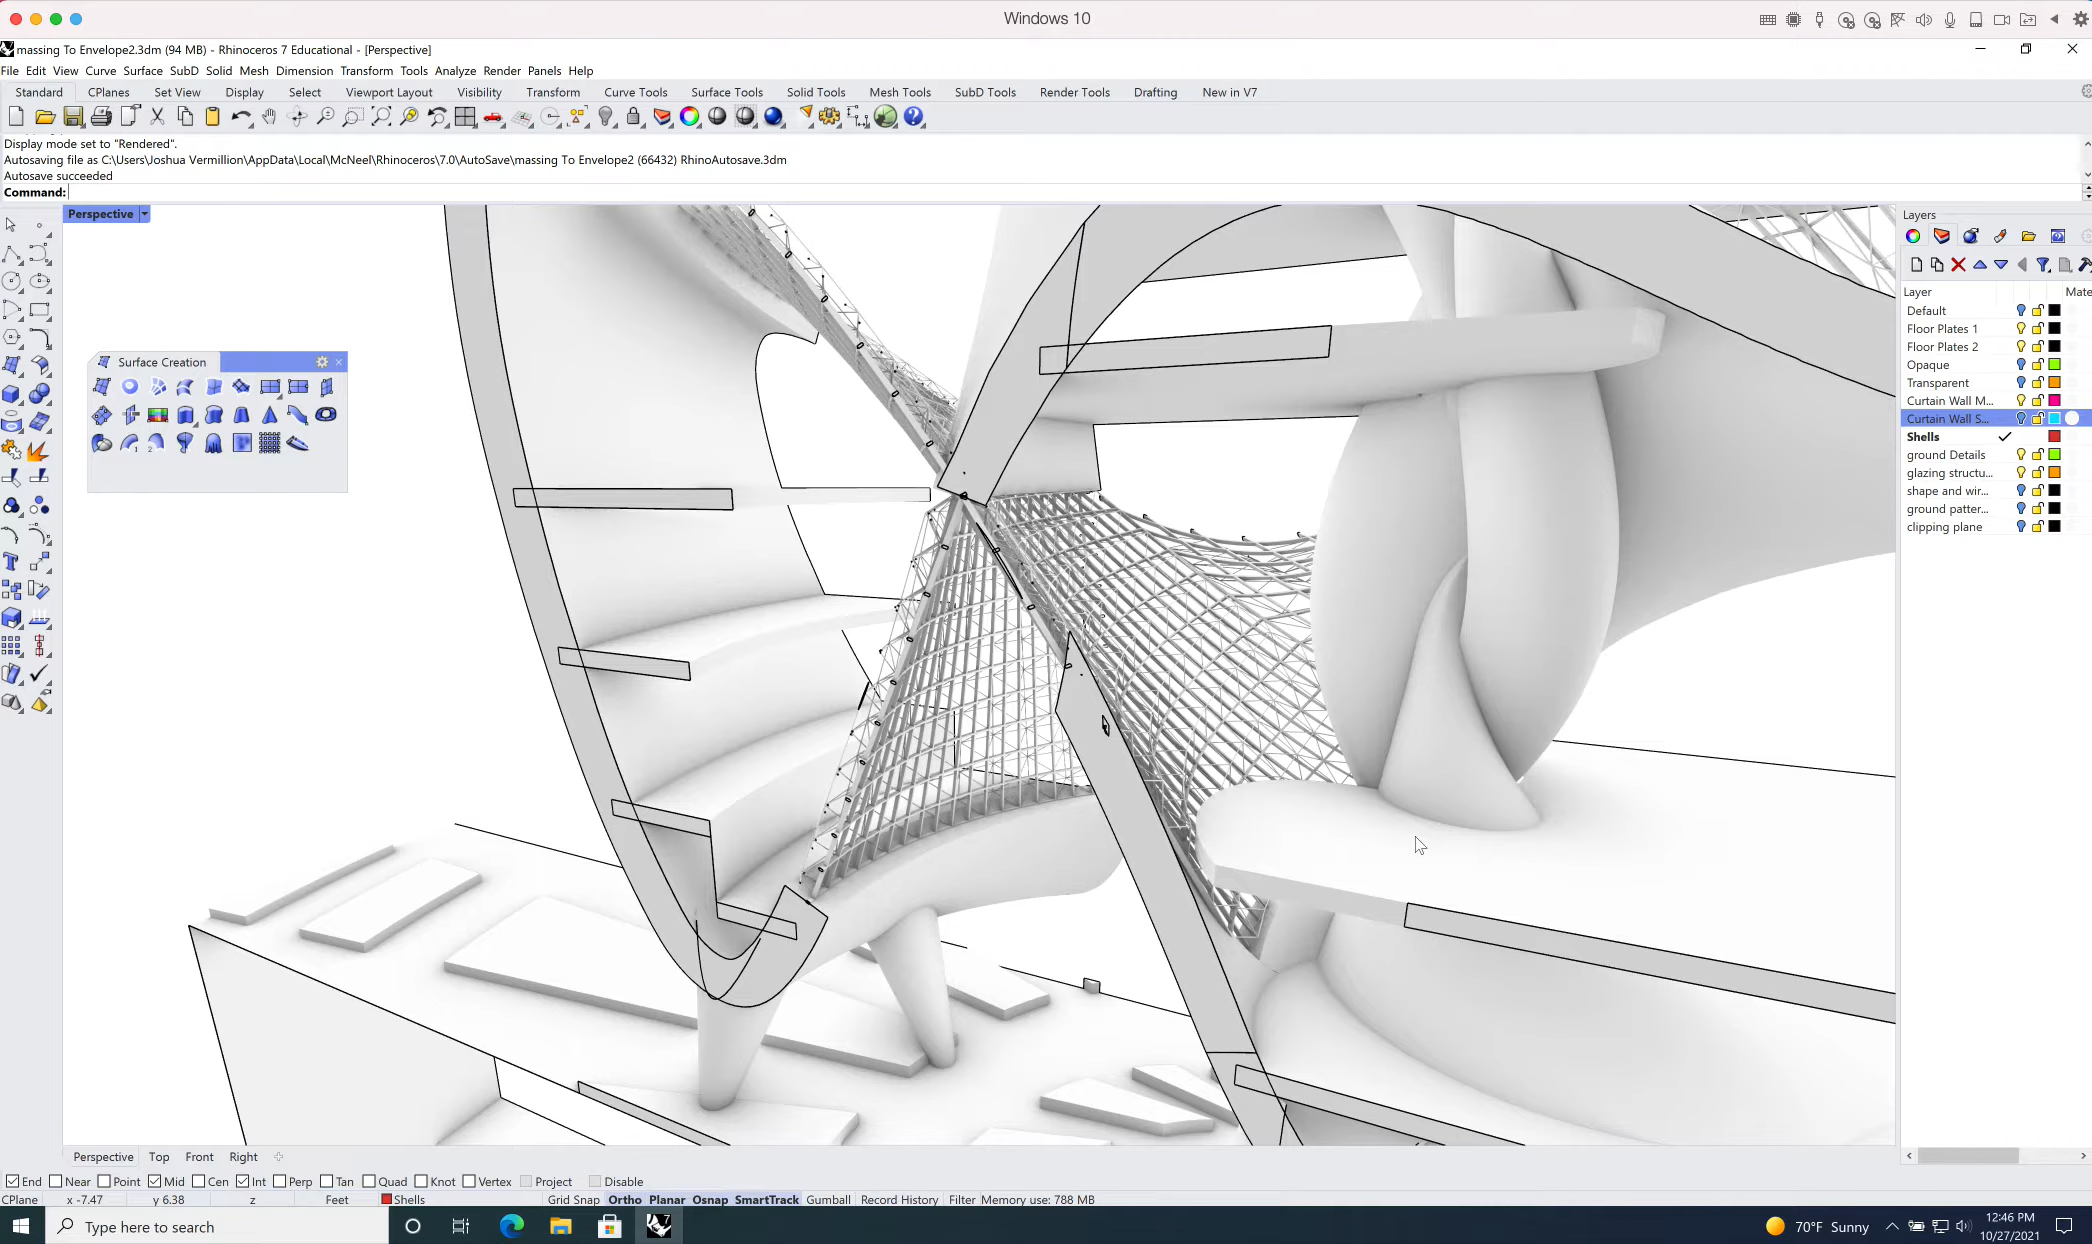 Windows 10
massing To Envelope2.3dm (94 MB) - Rhinoceros 7 Educational - [Perspective]
File Edit View Curve Surface SubD Solid Mesh Dimension Transform Tools Analyze Render Panels Help
Standard CPlanes Set View Display Select Viewport Layout Visibility Transform Curve Tools Surface Tools Solid Tools Mesh Tools SubD Tools Render Tools Drafting New in V7
Display mode set to "Rendered".
Autosaving file as C:\Users\Joshua Vermillion\AppData\Local\McNeel\Rhinoceros\7.0\AutoSave\massing To Envelope2 (66432) RhinoAutosave.3dm
Autosave succeeded
Command:
Perspective
Surface Creation
Layers
Layer Mate
Default
Floor Plates 1
Floor Plates 2
Opaque
Transparent
Curtain Wall M...
Curtain Wall S...
Shells
ground Details
glazing structu...
shape and wir...
ground patter...
clipping plane
Perspective Top Front Right
End Near Point Mid Cen Int Perp Tan Quad Knot Vertex Project Disable
CPlane x -7.47 y 6.38 z Feet Shells Grid Snap Ortho Planar Osnap SmartTrack Gumball Record History Filter Memory use: 788 MB
Type here to search
70°F Sunny
12:46 PM
10/27/2021